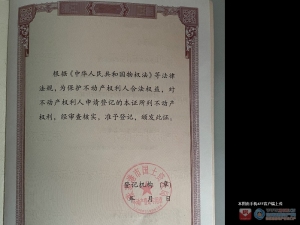 根据《中华人民共和国物权法》等法律
法规，为保护不动产权利人合法权益，对
不动产权利人申请登记的本证所列不动产
权利，经审查核实，准予登记，颁发此证。
登记机构（章）
年 月 日